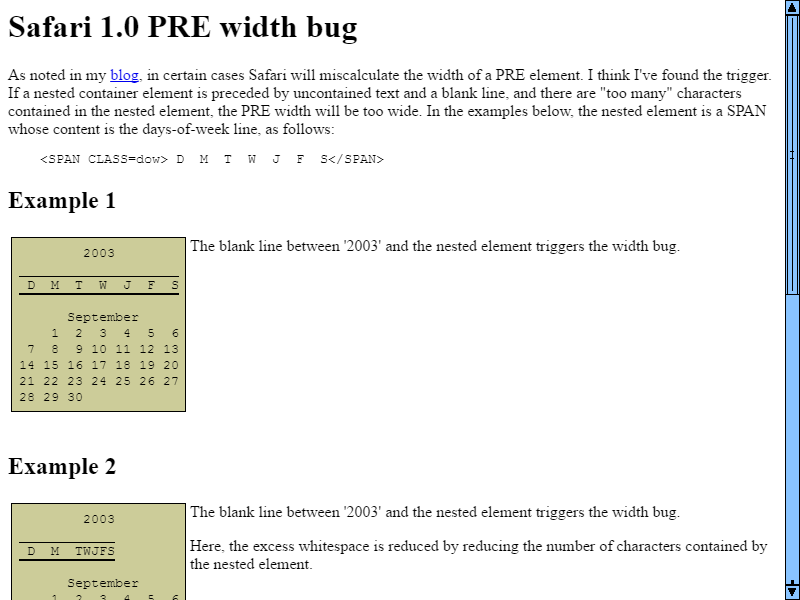 Safari 1.0 PRE width bug
As noted in my blog, in certain cases Safari will miscalculate the width of a PRE element. I think I've found the trigger.
If a nested container element is preceded by uncontained text and a blank line, and there are "too many" characters
contained in the nested element, the PRE width will be too wide. In the examples below, the nested element is a SPAN
whose content is the days-of-week line, as follows:
<SPAN CLASS=dow> D  M  T  W  J  F  S</SPAN>
Example 1
2003
D  M  T  W  J  F  S
September
1  2  3  4  5  6
7  8  9 10 11 12 13
14 15 16 17 18 19 20
21 22 23 24 25 26 27
28 29 30
The blank line between '2003' and the nested element triggers the width bug.
Example 2
2003
D  M  TWJFS
September
1  2  3  4  5  6
The blank line between '2003' and the nested element triggers the width bug.
Here, the excess whitespace is reduced by reducing the number of characters contained by
the nested element.